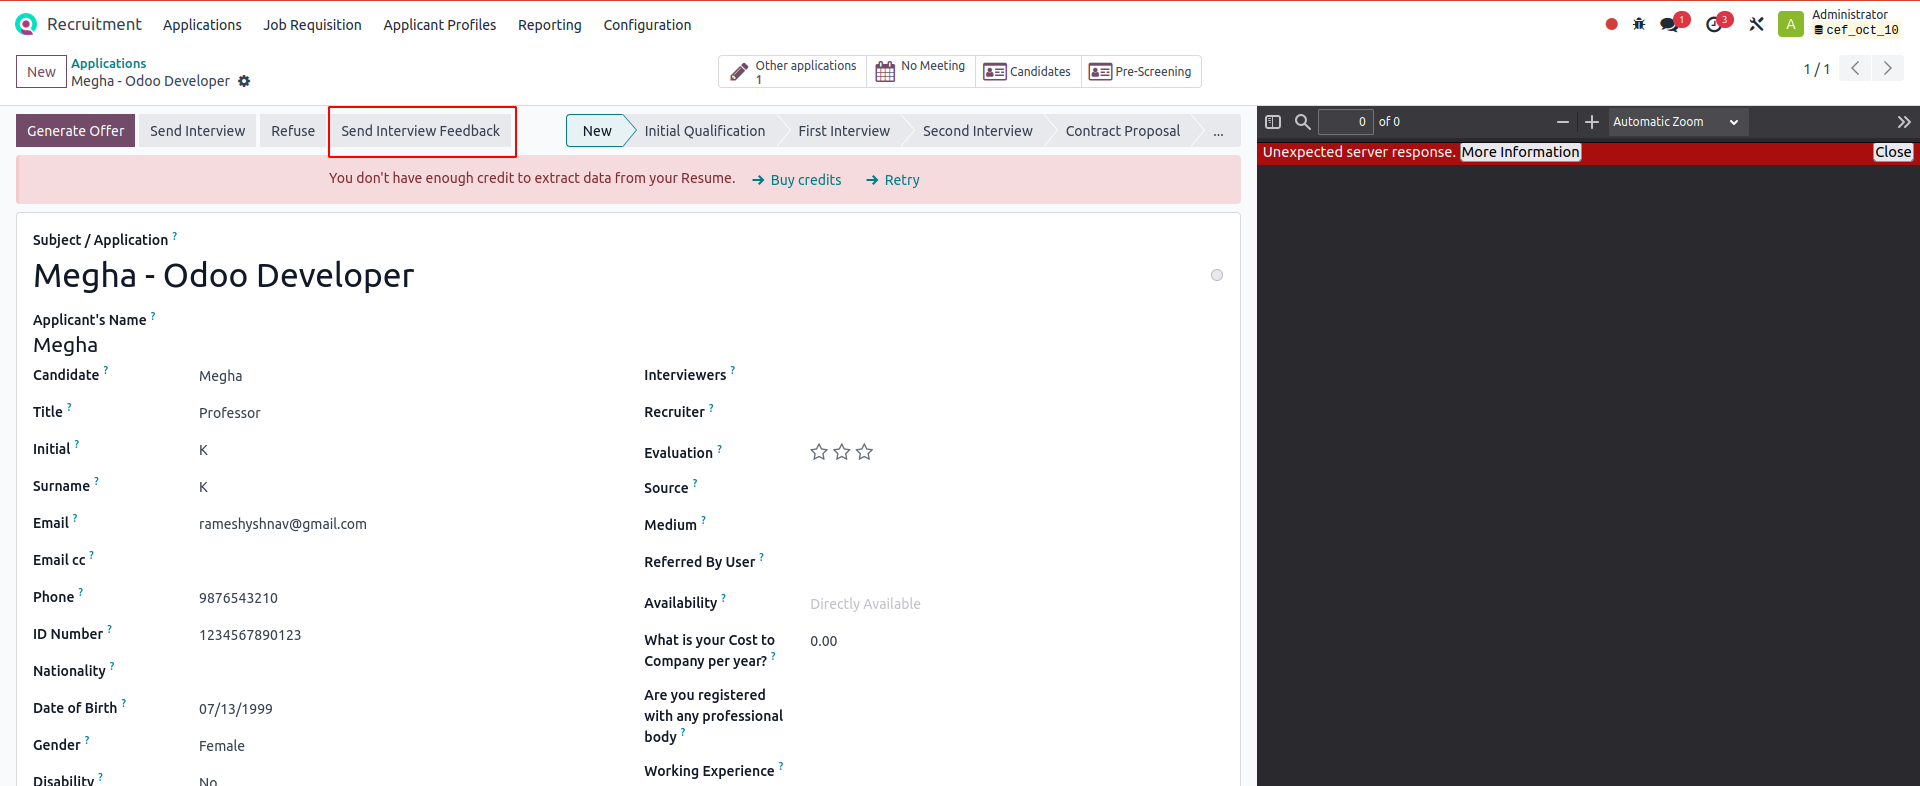 Recruitment Applications Job Requisition Applicant Profiles Reporting Configuration 1 3 A Administrator
cef_oct_10
New Applications
Megha - Odoo Developer
Other applications
1
No Meeting
Candidates
Pre-Screening
1 / 1
Generate Offer Send Interview Refuse Send Interview Feedback New Initial Qualification First Interview Second Interview Contract Proposal ...
0 of 0 Automatic Zoom
Unexpected server response. More Information Close
You don't have enough credit to extract data from your Resume. Buy credits Retry
Subject / Application ?
Megha - Odoo Developer
Applicant's Name ?
Megha
Candidate ? Megha
Title ? Professor
Initial ? K
Surname ? K
Email ? rameshyshnav@gmail.com
Email cc ?
Phone ? 9876543210
ID Number ? 1234567890123
Nationality ?
Date of Birth ? 07/13/1999
Gender ? Female
Disability ? No
Interviewers ?
Recruiter ?
Evaluation ?
Source ?
Medium ?
Referred By User ?
Availability ? Directly Available
What is your Cost to 0.00
Company per year? ?
Are you registered
with any professional
body ?
Working Experience ?